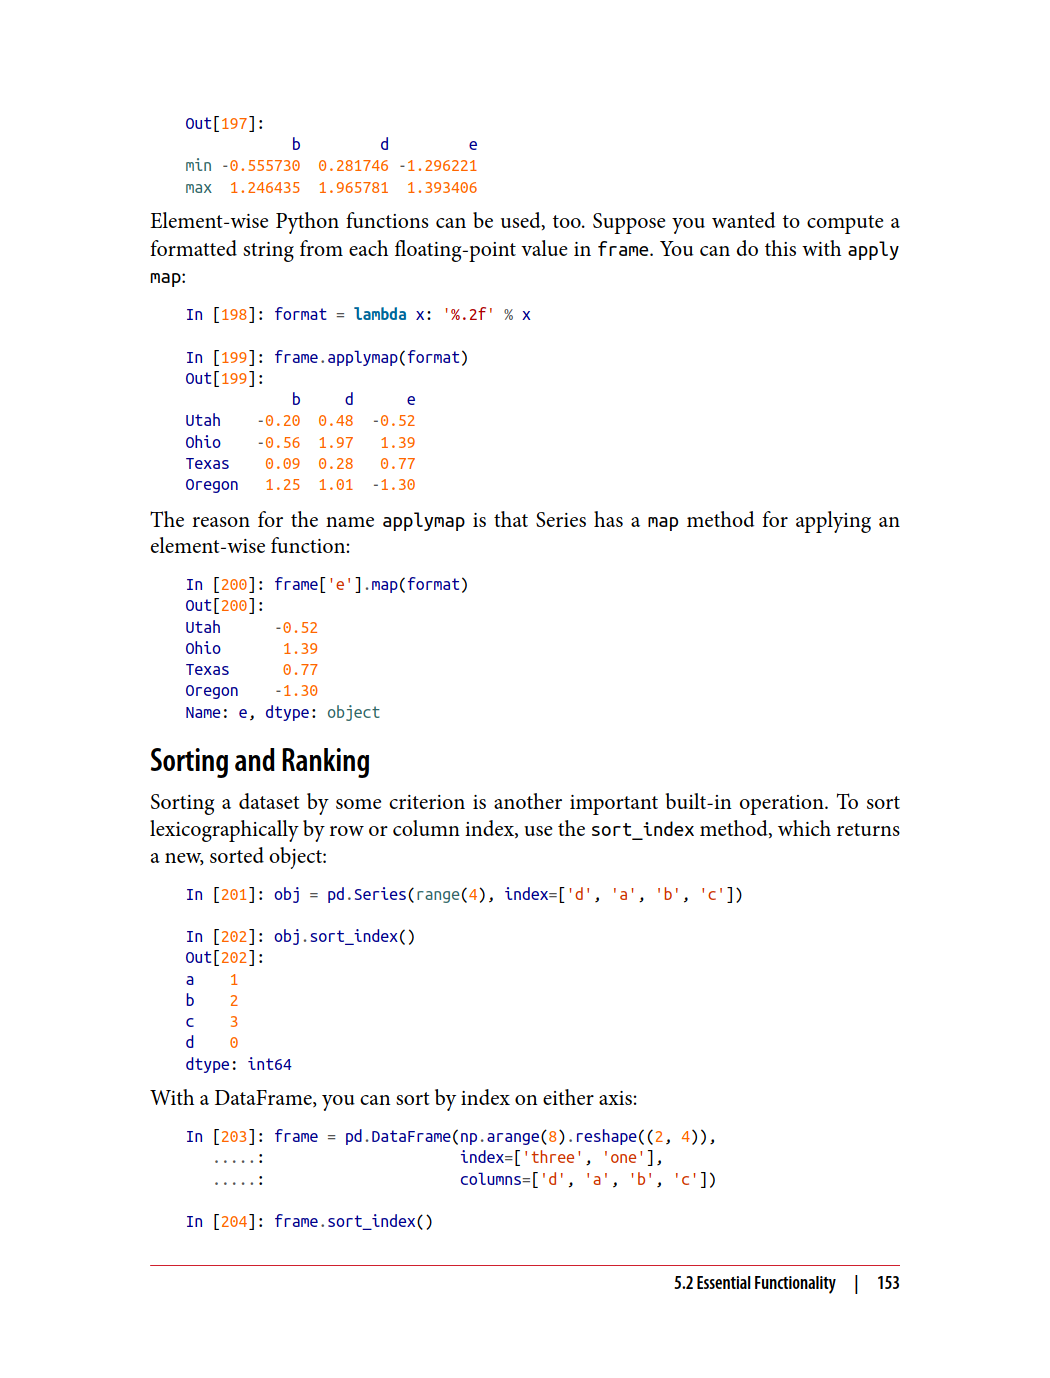 Out[197]:
            b         d         e
min -0.555730  0.281746 -1.296221
max  1.246435  1.965781  1.393406
Element-wise Python functions can be used, too. Suppose you wanted to compute a
formatted string from each floating-point value in frame. You can do this with apply
map:
In [198]: format = lambda x: '%.2f' % x
In [199]: frame.applymap(format)
Out[199]:
            b     d      e
Utah    -0.20  0.48  -0.52
Ohio    -0.56  1.97   1.39
Texas    0.09  0.28   0.77
Oregon   1.25  1.01  -1.30
The reason for the name applymap is that Series has a map method for applying an
element-wise function:
In [200]: frame['e'].map(format)
Out[200]:
Utah      -0.52
Ohio       1.39
Texas      0.77
Oregon    -1.30
Name: e, dtype: object
Sorting and Ranking
Sorting a dataset by some criterion is another important built-in operation. To sort
lexicographically by row or column index, use the sort_index method, which returns
a new, sorted object:
In [201]: obj = pd.Series(range(4), index=['d', 'a', 'b', 'c'])
In [202]: obj.sort_index()
Out[202]:
a    1
b    2
c    3
d    0
dtype: int64
With a DataFrame, you can sort by index on either axis:
In [203]: frame = pd.DataFrame(np.arange(8).reshape((2, 4)),
   .....:                      index=['three', 'one'],
   .....:                      columns=['d', 'a', 'b', 'c'])
In [204]: frame.sort_index()
5.2 Essential Functionality | 153